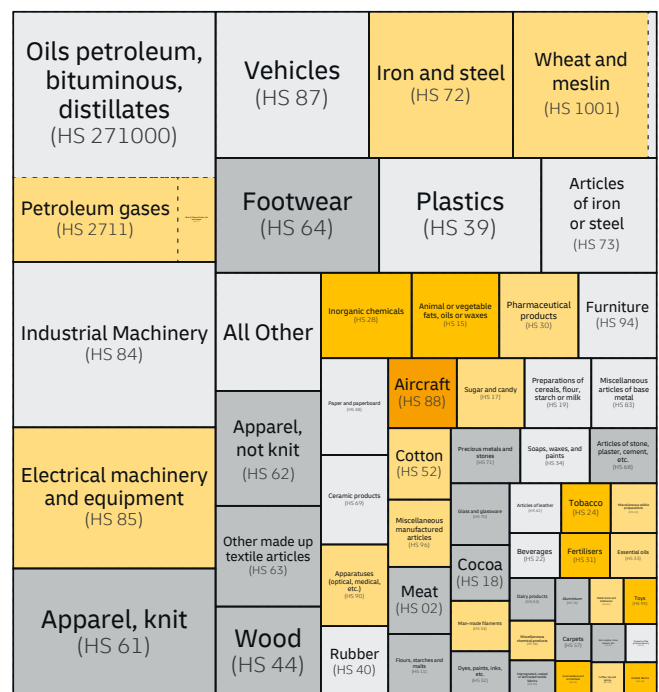 Oils petroleum,
bituminous,
distillates
(HS 271000)
Vehicles
(HS 87)
Iron and steel
(HS 72)
Wheat and
meslin
(HS 1001)
Petroleum gases
(HS 2711)
Footwear
(HS 64)
Plastics
(HS 39)
Articles
of iron
or steel
(HS 73)
Industrial Machinery
(HS 84)
All Other
Inorganic chemicals
(HS 28)
Animal or vegetable
fats, oils or waxes
(HS 15)
Pharmaceutical
products
(HS 30)
Furniture
(HS 94)
Paper and paperboard
(HS 48)
Aircraft
(HS 88)
Sugar and candy
(HS 17)
Preparations of
cereals, flour,
starch or milk
(HS 19)
Miscellaneous
articles of base
metal
(HS 83)
Apparel,
not knit
(HS 62)
Electrical machinery
and equipment
(HS 85)
Cotton
(HS 52)
Precious metals and
stones
(HS 71)
Soaps, waxes, and
paints
(HS 34)
Articles of stone,
plaster, cement,
etc.
(HS 68)
Ceramic products
(HS 69)
Glass and glassware
(HS 70)
Articles of leather
(HS 42)
Tobacco
(HS 24)
Miscellaneous edible
preparations
Other made up
textile articles
(HS 63)
Miscellaneous
manufactured
articles
(HS 96)
Beverages
(HS 22)
Fertilisers
(HS 31)
Essential oils
(HS 33)
Apparatuses
(optical, medical,
etc.)
(HS 90)
Cocoa
(HS 18)
Apparel, knit
(HS 61)
Meat
(HS 02)
Dairy products
Aluminium
Toys
(HS 95)
Wood
(HS 44)
Rubber
(HS 40)
Man-made filaments
(HS 54)
Miscellaneous
chemical products
Carpets
(HS 57)
Flours, starches and
malts
(HS 11)
Dyes, paints, inks,
etc.
(HS 32)